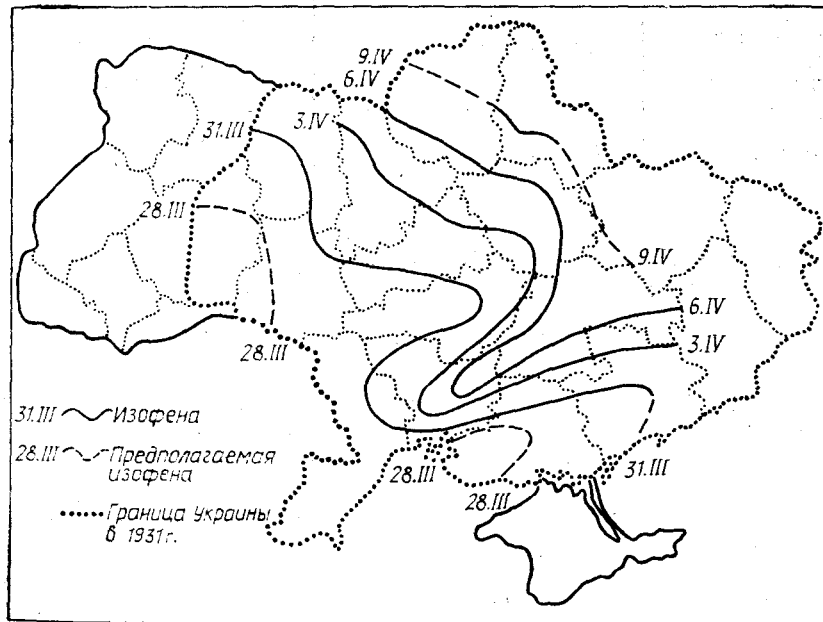 9.IV
6.IV
31.III
3.IV
28.III
9.IV
6.IV
3.IV
28.III
31.III
28.III
28.III
31.III Изофена
28.III Предполагаемая
изофена
Граница Украины
в 1931г.